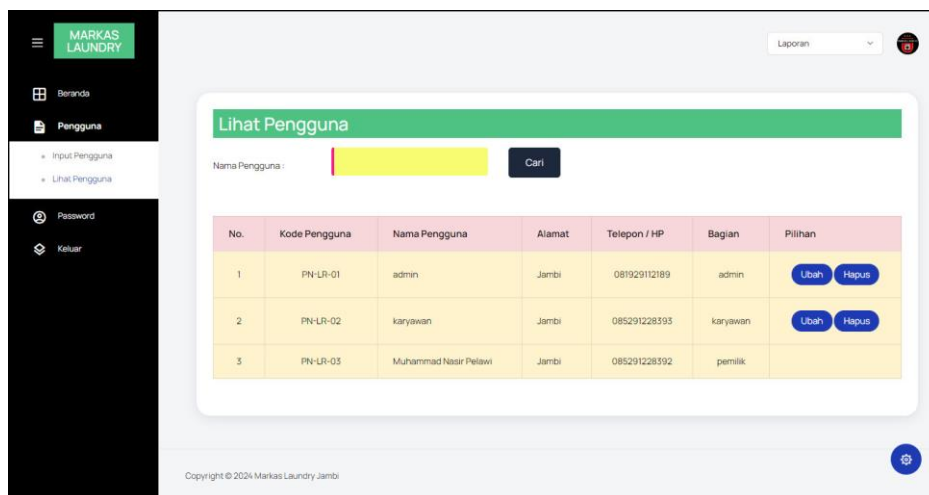 MARKAS
LAUNDRY
Laporan
Beranda
Pengguna
Input Pengguna
Lihat Pengguna
Password
Keluar
Lihat Pengguna
Nama Pengguna :
Cari
No. Kode Pengguna Nama Pengguna Alamat Telepon / HP Bagian Pilihan
1 PN-LR-01 admin Jambi 081929112189 admin Ubah Hapus
2 PN-LR-02 karyawan Jambi 085291228393 karyawan Ubah Hapus
3 PN-LR-03 Muhammad Nasir Pelawi Jambi 085291228392 pemilik
Copyright © 2024 Markas Laundry Jambi